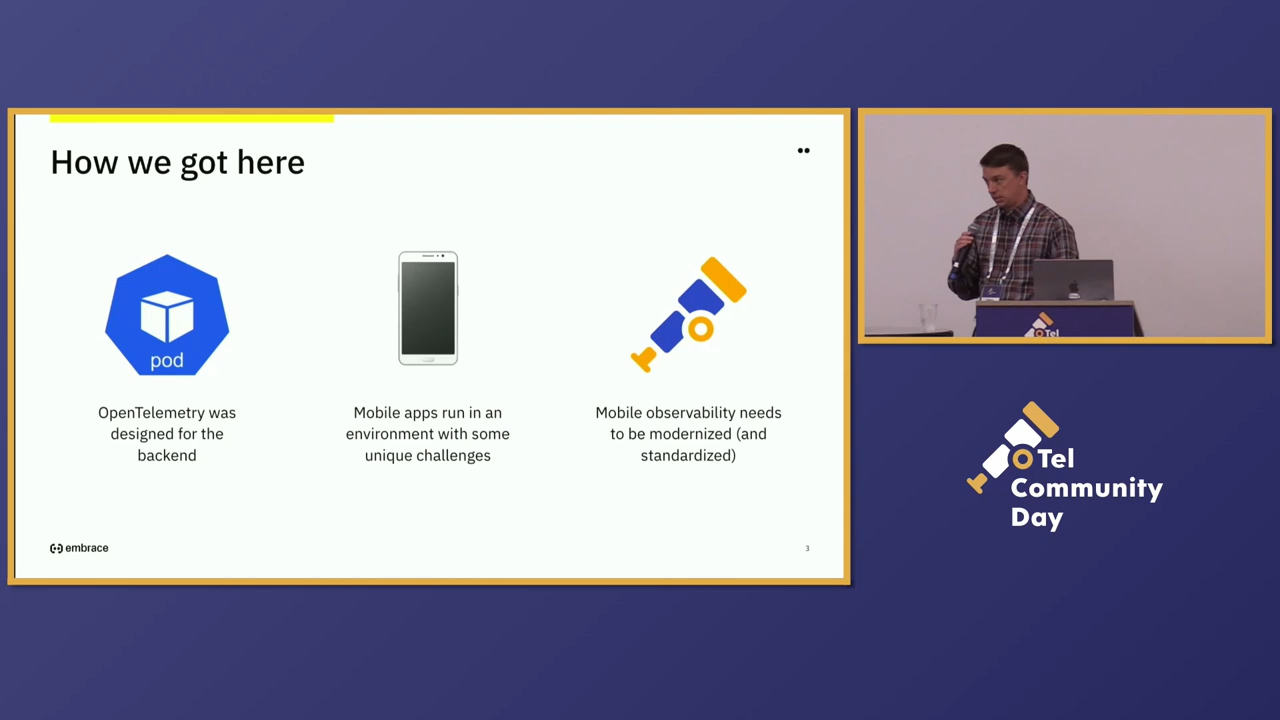 How we got here
pod
OpenTelemetry was
designed for the
backend
Mobile apps run in an
environment with some
unique challenges
Mobile observability needs
to be modernized (and
standardized)
embrace
3
Tel
Tel
Community
Day